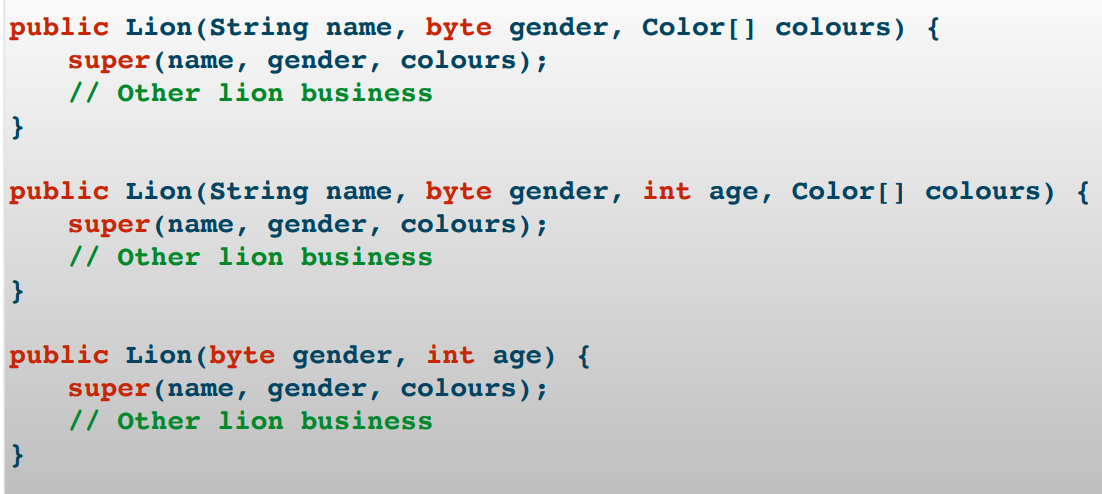 public Lion(String name, byte gender, Color[] colours) {
    super(name, gender, colours);
    // Other lion business
}

public Lion(String name, byte gender, int age, Color[] colours) {
    super(name, gender, colours);
    // Other lion business
}

public Lion(byte gender, int age) {
    super(name, gender, colours);
    // Other lion business
}